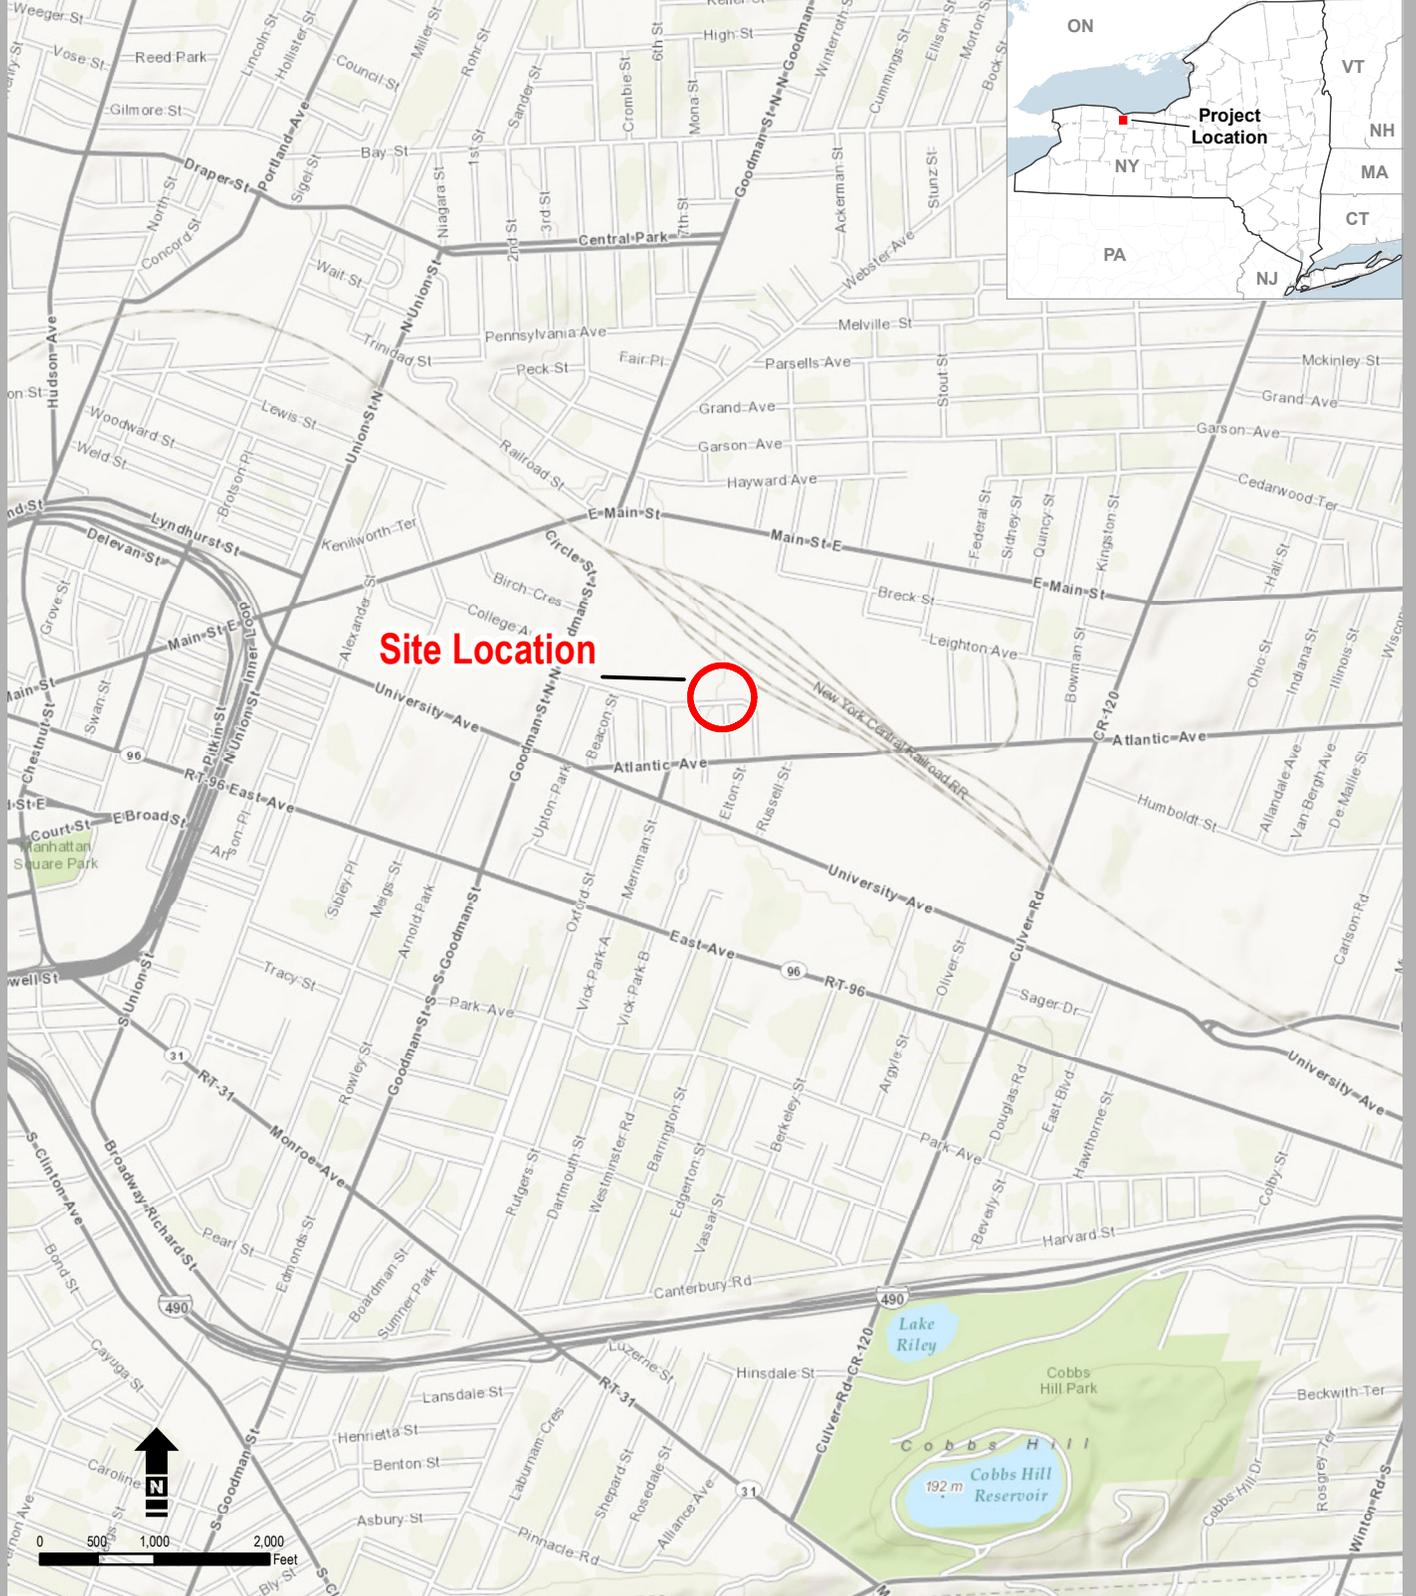 Weeger St
Vose St
Reed Park
Gilmore St
Lincoln St
Hollister St
Council St
Miller St
Rohr St
Sander St
6th St
High St
Crombie St
Mona St
Goodman-St-N-N-Goodman
Winterroth St
Cummings St
Ellison St
Morton St
Bock St
ON
VT
NH
MA
CT
NY
PA
NJ
Project
Location
Draper-St
Portland-Ave
Sigel St
Bay St
1st St
Niagara St
North St
Concord St
2nd St
3rd St
Central Park
7th St
Ackerman St
Stunz St
Webster Ave
Wait St
N-Union-St
Trinidad St
Pennsylvania Ave
Peck St
Fair Pl
Melville St
Parsells Ave
Stout St
Mckinley St
Grand Ave
Grand Ave
Garson Ave
Garson Ave
Hudson-Ave
Woodward St
Weld St
Lewis St
Union-St-N
Brotson Pl
Railroad St
Hayward Ave
Cedarwood Ter
Lyndhurst St
Delevan-St
Kenilworth Ter
E-Main St
Main-St-E
Circle-St
Federal St
Sidney St
Quincy St
Kingston St
E-Main-St
Hall St
Grove St
Alexander St
Birch Cres
College A
Breck St
Leighton Ave
Bowman St
Ohio St
Indiana St
Illinois St
Main-St-E
Main-St
Swan St
Chestnut-St
Pitkin St
N Union-St
Inner Loop
Site Location
University-Ave
Beacon St
New York Central Railroad RR
CR-120
Atlantic Ave
Atlantic Ave
96
RT-96 East-Ave
E Broad St
Court St
Manhattan
Square Park
Upton Park
Elton St
Russell St
Merriman St
Humboldt St
Allandale Ave
Van Bergh Ave
De Mallie St
Sibley Pl
Meigs St
Arnold Park
Oxford St
University-Ave
Culver-Rd
Carlson Rd
Tracy St
S Union-St
Park Ave
Goodman-St-S-S-Goodman-St
Vick Park A
Vick Park B
East-Ave
96
RT-96
Oliver St
Sager Dr
31
RT-31
Rowley St
Argyle St
Douglas Rd
East Blvd
Hawthorne St
University-Ave
Monroe-Ave
Broadway-Richard-St
S-Clinton-Ave
Rutgers St
Dartmouth St
Westminster Rd
Barrington St
Edgerton St
Vassar St
Berkeley St
Park Ave
Beverly St
Colby St
Harvard St
Pearl St
Bond St
Edmonds St
Boardman St
Sumner Park
Canterbury Rd
490
490
Lake
Riley
Cayuga St
Luzerne St
Hinsdale St
RT-31
Culver-Rd-CR-120
Cobbs
Hill Park
Beckwith Ter
Lansdale St
Henrietta St
Benton St
Laburnum Cres
Shepard St
Rosedale St
Alliance Ave
31
Cobbs Hill
192 m
Cobbs Hill
Reservoir
Cobbs Hill Dr
Rosgrey Ter
Winton-Rd-S
Caroline
S-Goodman St
Asbury St
Pinnacle Rd
Bly St
N
0 500 1,000 2,000
Feet